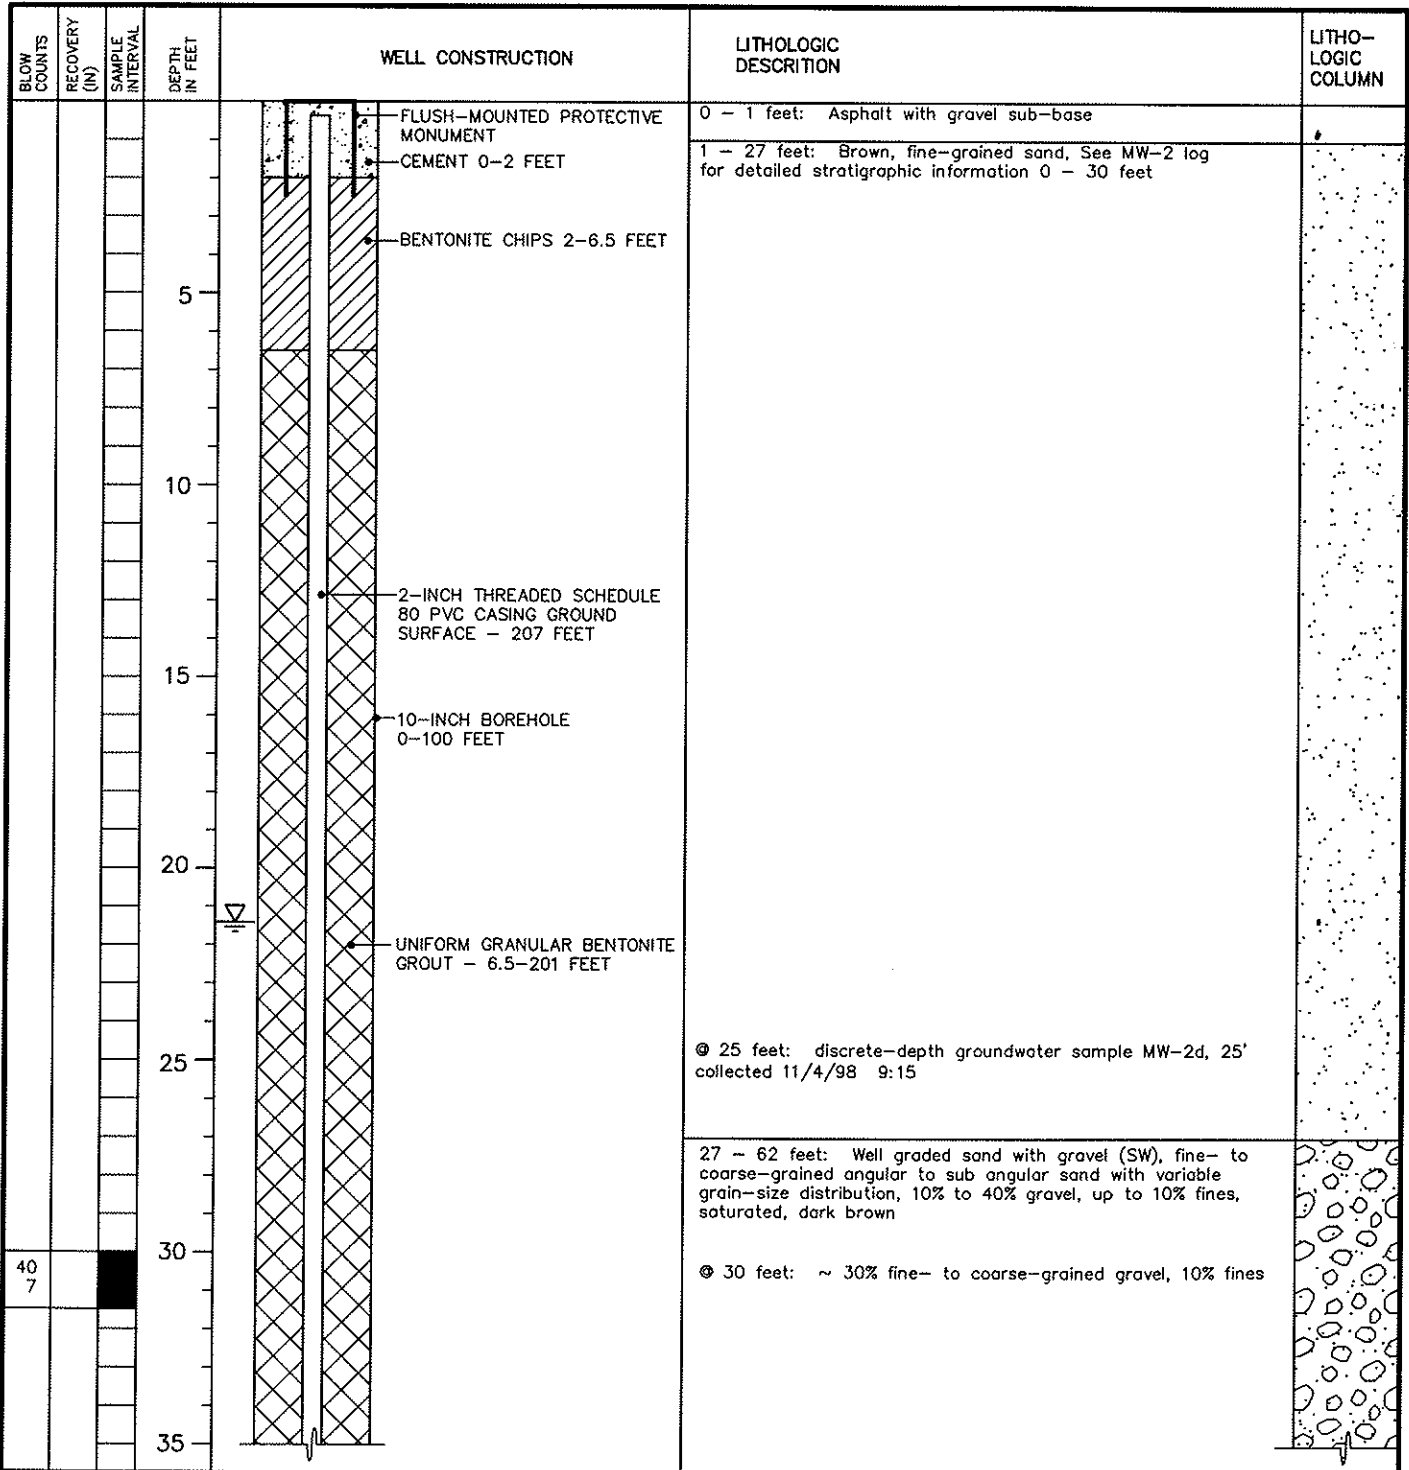 BLOW
COUNTS
RECOVERY
(IN)
SAMPLE
INTERVAL
DEPTH
IN FEET
WELL CONSTRUCTION
LITHOLOGIC
DESCRITION
LITHO-
LOGIC
COLUMN
FLUSH-MOUNTED PROTECTIVE
MONUMENT
CEMENT 0-2 FEET
0 - 1 feet: Asphalt with gravel sub-base
1 - 27 feet: Brown, fine-grained sand, See MW-2 log
for detailed stratigraphic information 0 - 30 feet
BENTONITE CHIPS 2-6.5 FEET
5
10
2-INCH THREADED SCHEDULE
80 PVC CASING GROUND
SURFACE - 207 FEET
15
10-INCH BOREHOLE
0-100 FEET
20
UNIFORM GRANULAR BENTONITE
GROUT - 6.5-201 FEET
25
@ 25 feet: discrete-depth groundwater sample MW-2d, 25'
collected 11/4/98 9:15
27 - 62 feet: Well graded sand with gravel (SW), fine- to
coarse-grained angular to sub angular sand with variable
grain-size distribution, 10% to 40% gravel, up to 10% fines,
saturated, dark brown
30
40
7
@ 30 feet: ~ 30% fine- to coarse-grained gravel, 10% fines
35